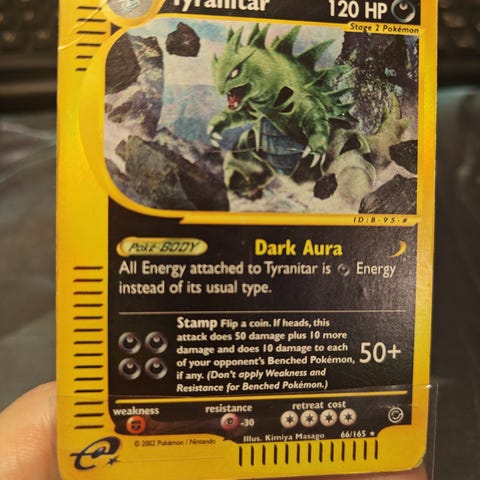 Tyranitar 120 HP
Stage 2 Pokémon
ID:B-95-#
Poké-BODY Dark Aura
All Energy attached to Tyranitar is Energy
instead of its usual type.
Stamp Flip a coin. If heads, this
attack does 50 damage plus 10 more
damage and does 10 damage to each
of your opponent's Benched Pokémon, 50+
if any. (Don't apply Weakness and
Resistance for Benched Pokémon.)
weakness resistance retreat cost
-30
© 2002 Pokémon / Nintendo Illus. Kimiya Masago 66/165 ★